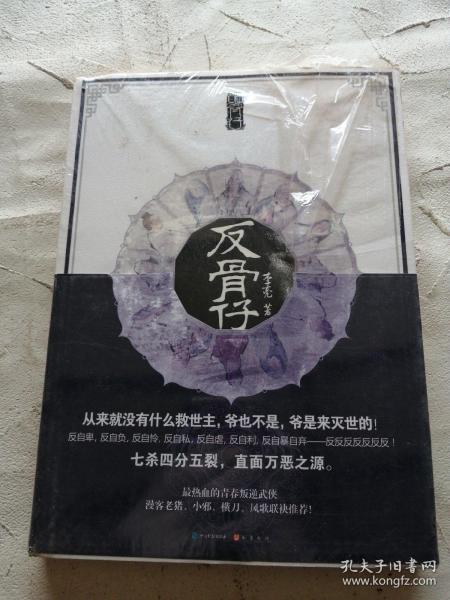 反骨仔
李亮 著
从来就没有什么救世主，爷也不是，爷是来灭世的！
反自卑，反自负，反自怜，反自私，反自虐，反自利，反自暴自弃——反反反反反反反！
七杀四分五裂，直面万恶之源。
最热血的青春叛逆武侠
漫客老猪、小邪、横刀、凤歌联袂推荐！
孔夫子旧书网
www.kongfz.com